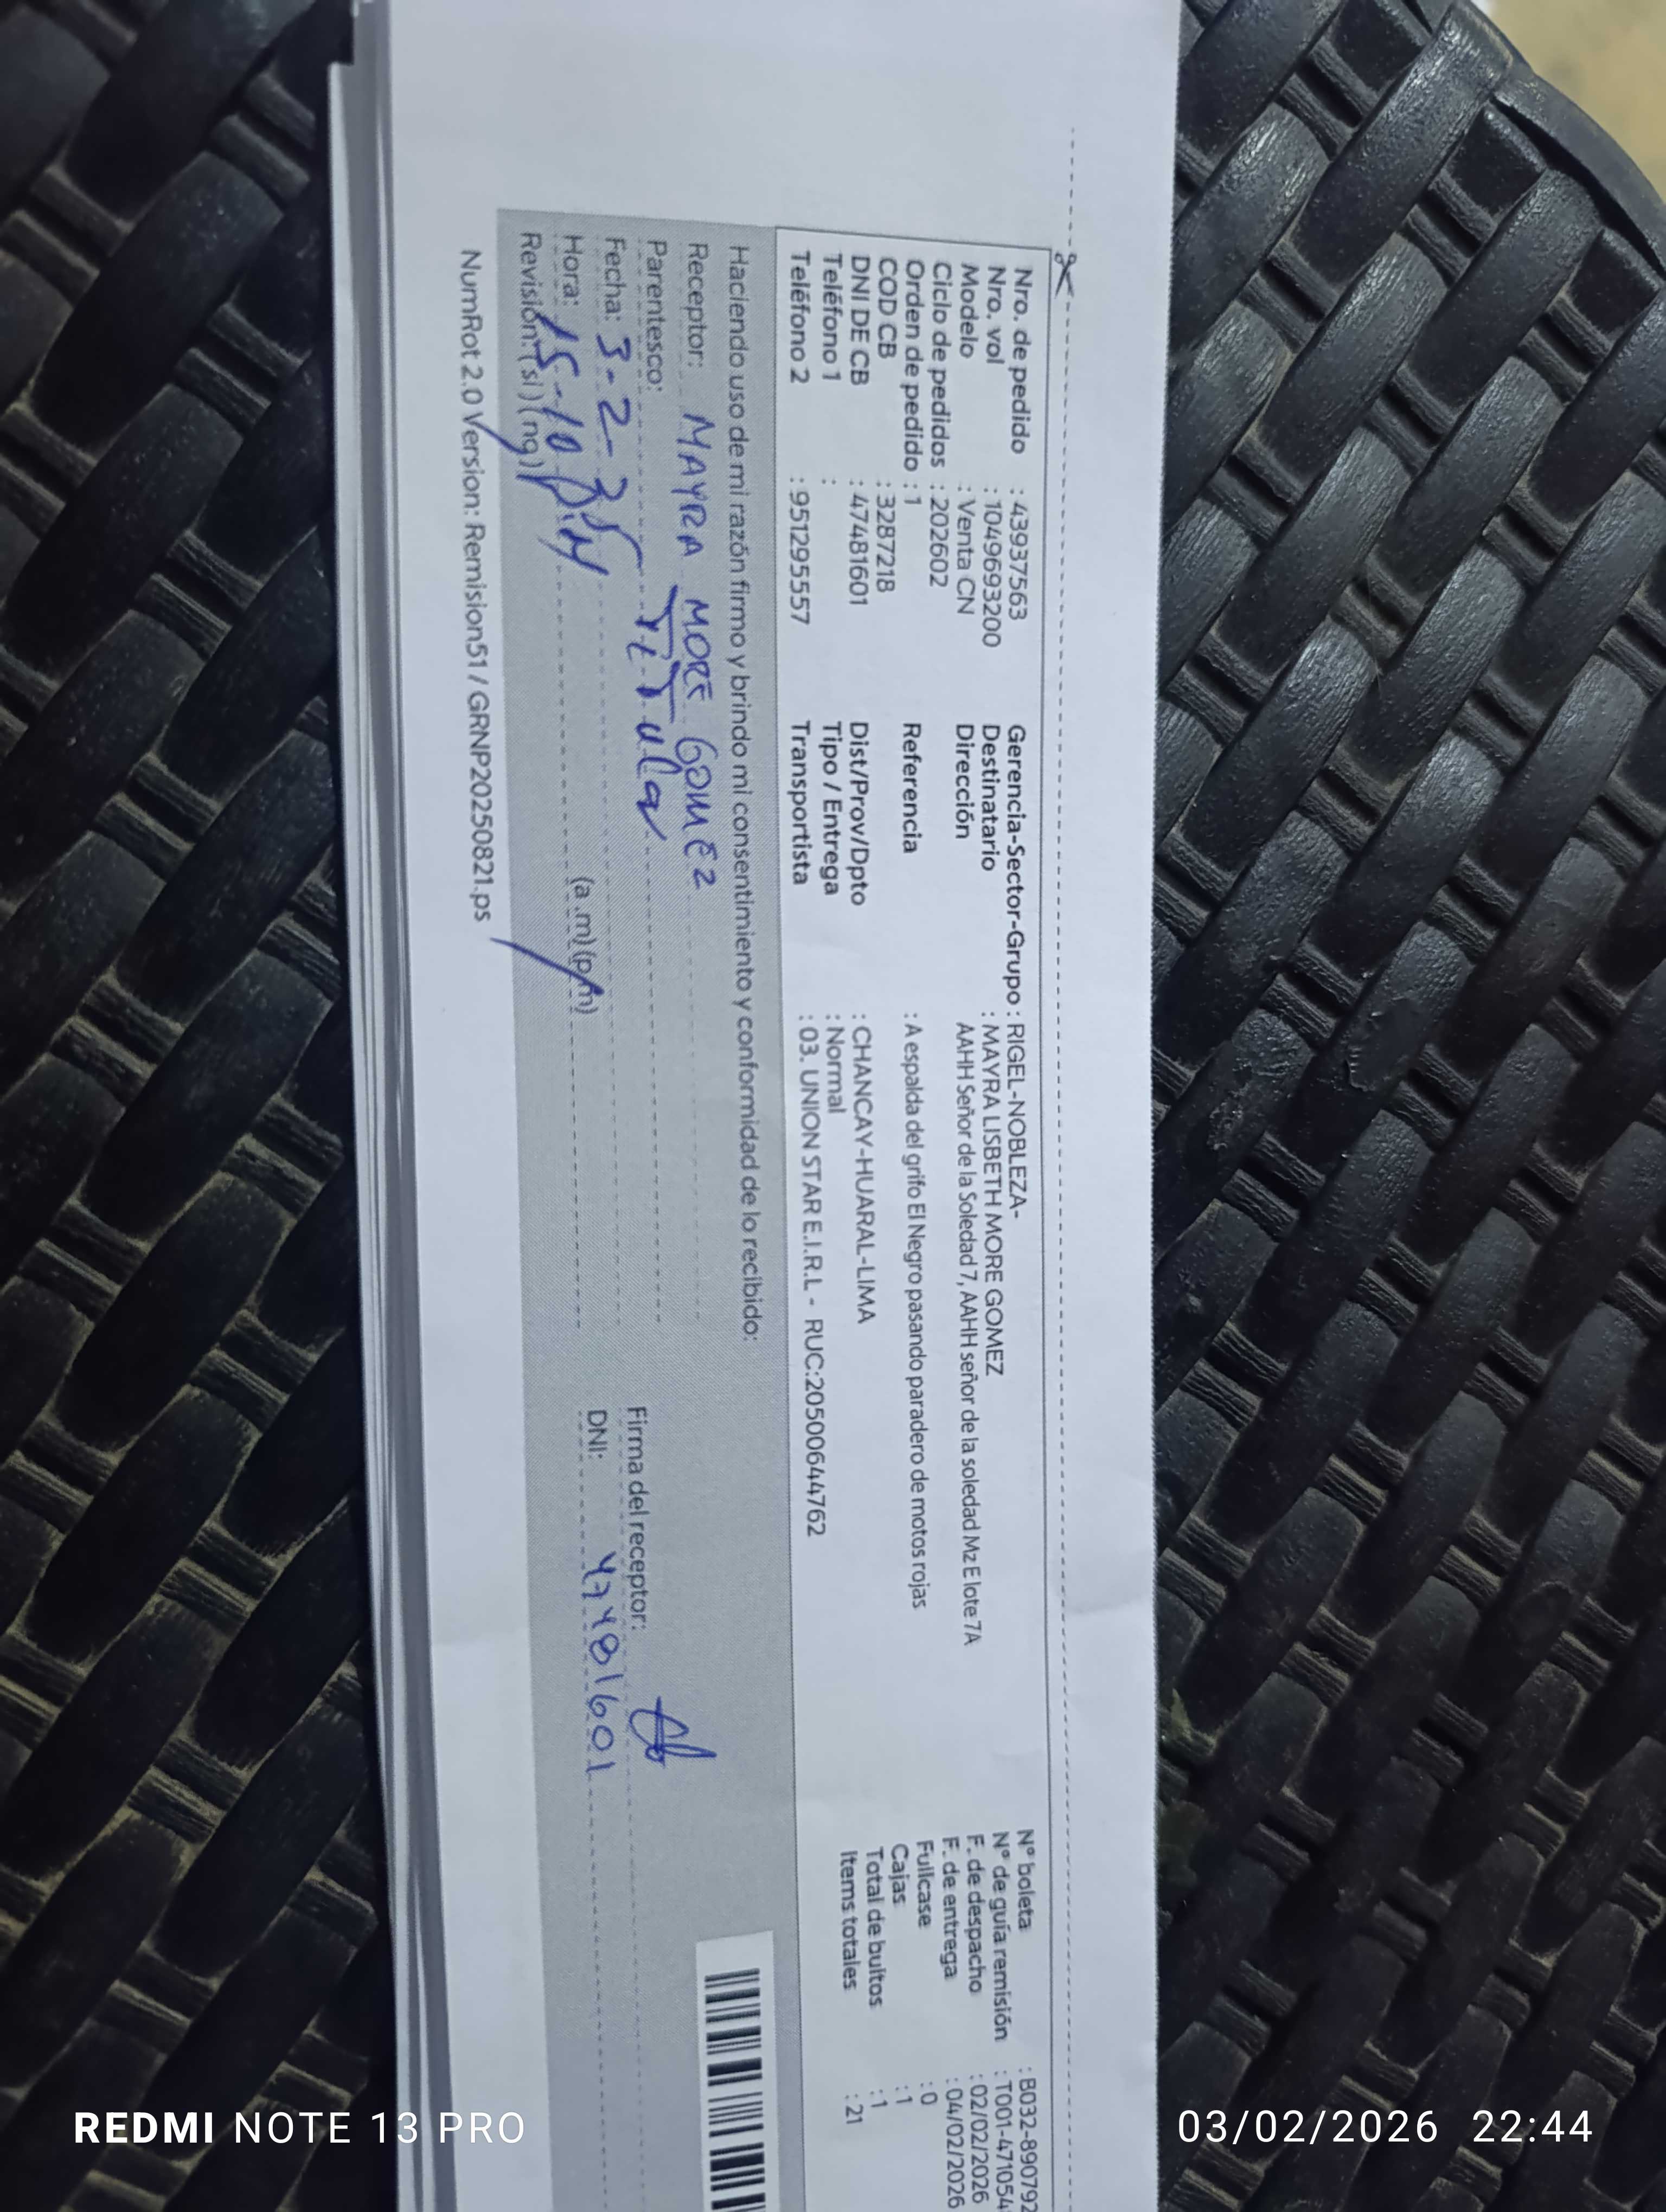 Nro. de pedido : 43937563
Nro. vol : 1049693200
Modelo : Venta CN
Ciclo de pedidos : 202602
Orden de pedido : 1
COD CB : 3287218
DNI DE CB : 47481601
Teléfono 1 :
Teléfono 2 : 951295557
Gerencia-Sector-Grupo : RIGEL-NOBLEZA-
Destinatario : MAYRA LISBETH MORE GOMEZ
Dirección AAHH Señor de la Soledad 7, AAHH señor de la soledad Mz E lote 7A
Referencia : A espalda del grifo El Negro pasando paradero de motos rojas
Dist/Prov/Dpto : CHANCAY-HUARAL-LIMA
Tipo / Entrega : Normal
Transportista : 03. UNION STAR E.I.R.L - RUC:20500644762
N° boleta : B032-890792
N° de guía remisión : T001-471054
F. de despacho : 02/02/2026
F. de entrega : 04/02/2026
Fullcase : 0
Cajas : 1
Total de bultos : 1
Items totales : 21
Haciendo uso de mi razón firmo y brindo mi consentimiento y conformidad de lo recibido:
Receptor: MAYRA MORE GOMEZ
Parentesco: Titula
Fecha: 3-2-
Hora: 15-10 (a.m) (p.m)
Revisión: (si) (no)
Firma del receptor:
DNI: 47481601
NumRot 2.0 Version: Remision51 / GRNP20250821.ps
REDMI NOTE 13 PRO
03/02/2026 22:44